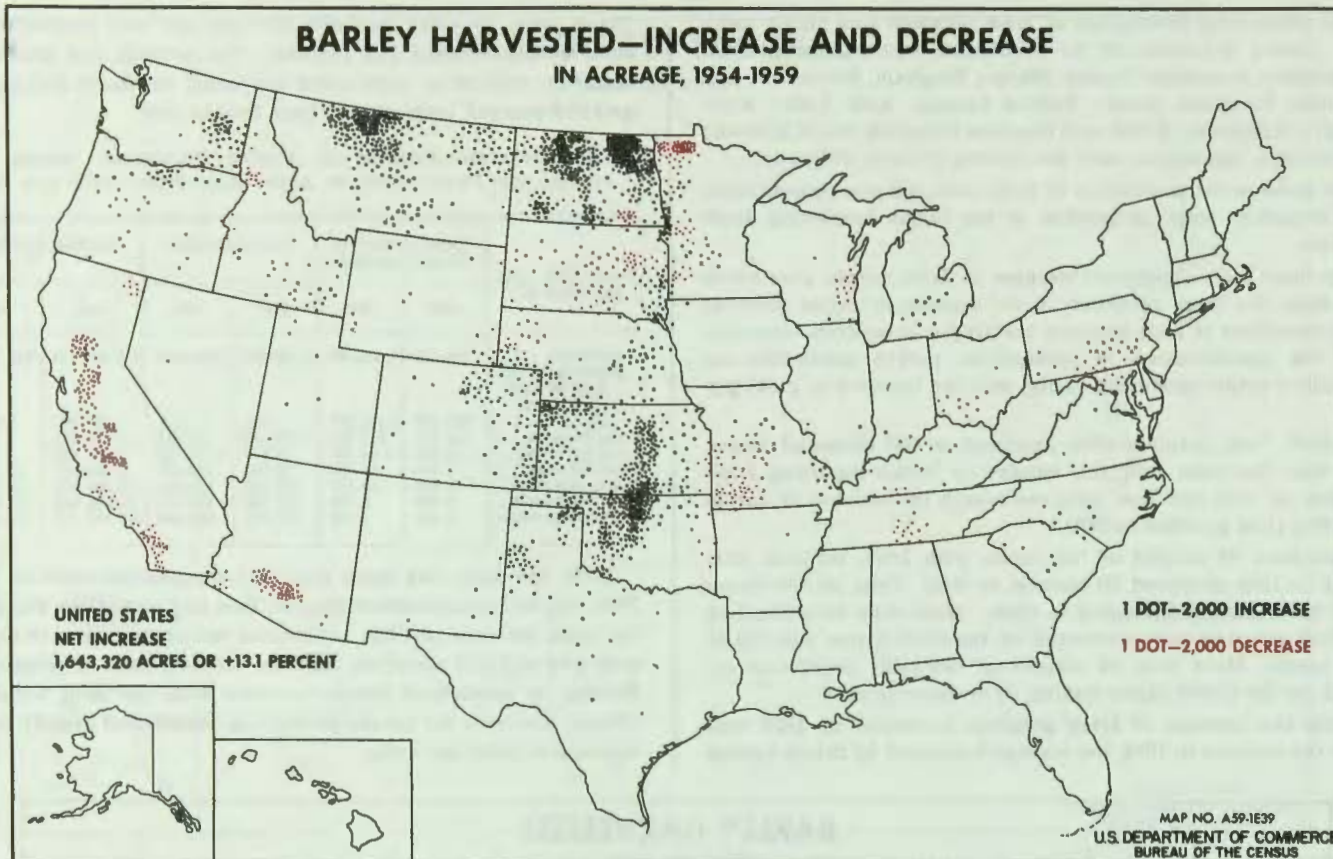 BARLEY HARVESTED–INCREASE AND DECREASE
IN ACREAGE, 1954-1959
UNITED STATES
NET INCREASE
1,643,320 ACRES OR +13.1 PERCENT
1 DOT–2,000 INCREASE
1 DOT–2,000 DECREASE
MAP NO. A59-1E39
U.S. DEPARTMENT OF COMMERCE
BUREAU OF THE CENSUS